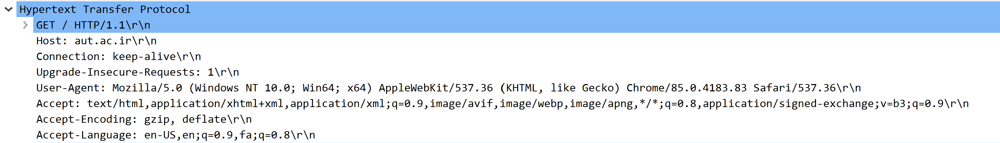 Hypertext Transfer Protocol
GET / HTTP/1.1\r\n
Host: aut.ac.ir\r\n
Connection: keep-alive\r\n
Upgrade-Insecure-Requests: 1\r\n
User-Agent: Mozilla/5.0 (Windows NT 10.0; Win64; x64) AppleWebKit/537.36 (KHTML, like Gecko) Chrome/85.0.4183.83 Safari/537.36\r\n
Accept: text/html,application/xhtml+xml,application/xml;q=0.9,image/avif,image/webp,image/apng,*/*;q=0.8,application/signed-exchange;v=b3;q=0.9\r\n
Accept-Encoding: gzip, deflate\r\n
Accept-Language: en-US,en;q=0.9,fa;q=0.8\r\n